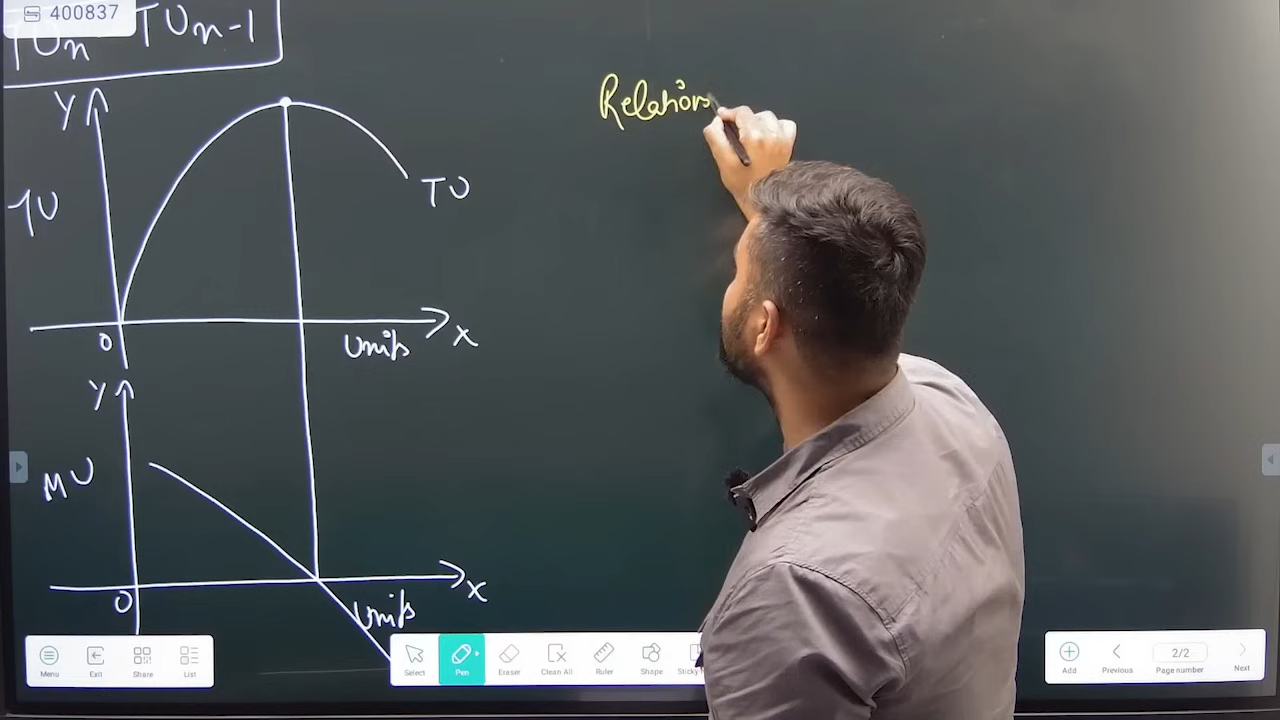 400837
TUn TUn-1
Relation
Y
TU
TU
0
Units
X
Y
MU
0
Units
X
Menu
Exit
Share
List
Select
Pen
Eraser
Clean All
Ruler
Shape
Add
Previous
2/2
Page number
Next